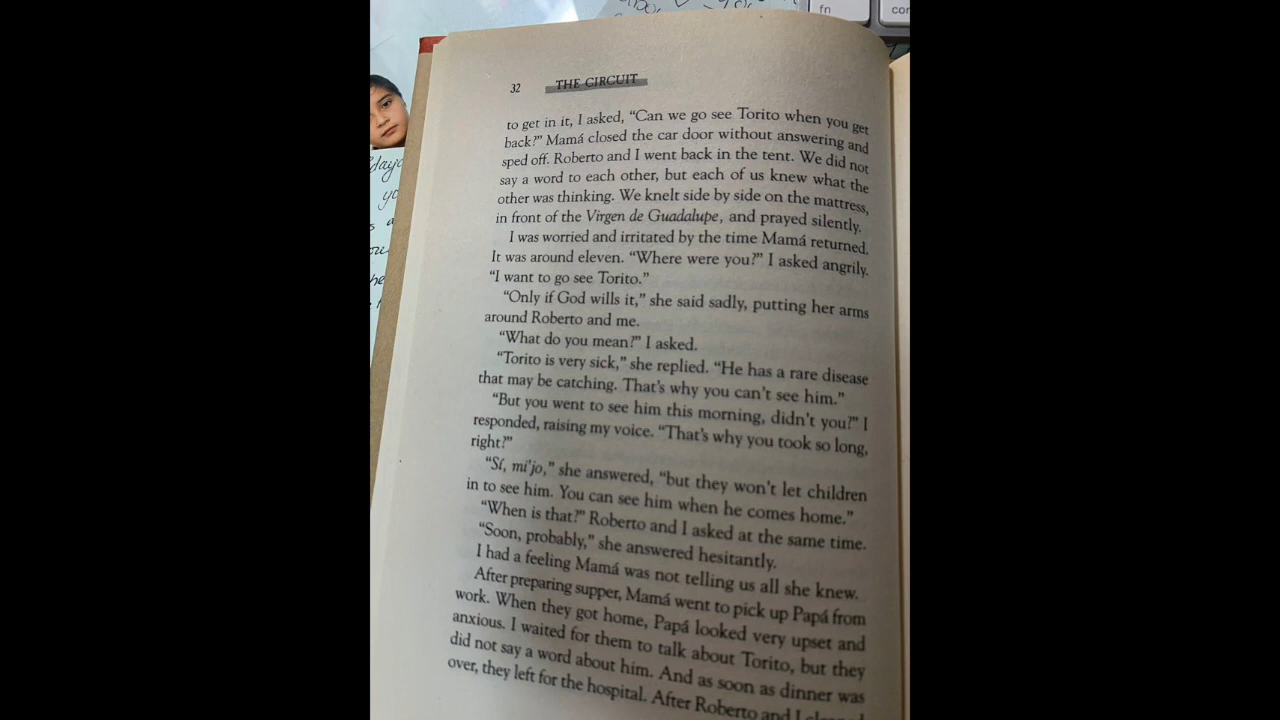 fn
con
32 THE CIRCUIT
to get in it, I asked, “Can we go see Torito when you get
back?” Mamá closed the car door without answering and
sped off. Roberto and I went back in the tent. We did not
say a word to each other, but each of us knew what the
other was thinking. We knelt side by side on the mattress,
in front of the Virgen de Guadalupe, and prayed silently.
I was worried and irritated by the time Mamá returned.
It was around eleven. “Where were you?” I asked angrily.
“I want to go see Torito.”
“Only if God wills it,” she said sadly, putting her arms
around Roberto and me.
“What do you mean?” I asked.
“Torito is very sick,” she replied. “He has a rare disease
that may be catching. That’s why you can’t see him.”
“But you went to see him this morning, didn’t you?” I
responded, raising my voice. “That’s why you took so long,
right?”
“Sí, mi’jo,” she answered, “but they won’t let children
in to see him. You can see him when he comes home.”
“When is that?” Roberto and I asked at the same time.
“Soon, probably,” she answered hesitantly.
I had a feeling Mamá was not telling us all she knew.
After preparing supper, Mamá went to pick up Papá from
work. When they got home, Papá looked very upset and
anxious. I waited for them to talk about Torito, but they
did not say a word about him. And as soon as dinner was
over, they left for the hospital. After Roberto and I